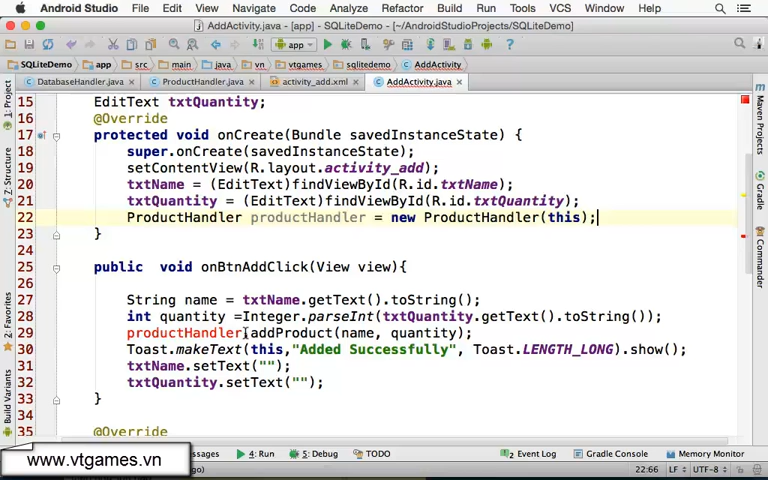 Android Studio File Edit View Navigate Code Analyze Refactor Build Run Tools VCS Window Help
AddActivity.java - [app] - SQLiteDemo - [~/AndroidStudioProjects/SQLiteDemo]
app
SQLiteDemo app src main java vn vtgames sqlitedemo AddActivity
DatabaseHandler.java ProductHandler.java activity_add.xml AddActivity.java
15 EditText txtQuantity;
16 @Override
17 protected void onCreate(Bundle savedInstanceState) {
18 super.onCreate(savedInstanceState);
19 setContentView(R.layout.activity_add);
20 txtName = (EditText)findViewById(R.id.txtName);
21 txtQuantity = (EditText)findViewById(R.id.txtQuantity);
22 ProductHandler productHandler = new ProductHandler(this);
23 }
24
25 public void onBtnAddClick(View view){
26
27 String name = txtName.getText().toString();
28 int quantity =Integer.parseInt(txtQuantity.getText().toString());
29 productHandler.addProduct(name, quantity);
30 Toast.makeText(this,"Added Successfully", Toast.LENGTH_LONG).show();
31 txtName.setText("");
32 txtQuantity.setText("");
33 }
34
35 @Override
1: Project
7: Structure
2: Favorites
Build Variants
Maven Projects
Gradle
Commander
4: Run 5: Debug TODO Event Log Gradle Console Memory Monitor
22:66 LF UTF-8
www.vtgames.vn